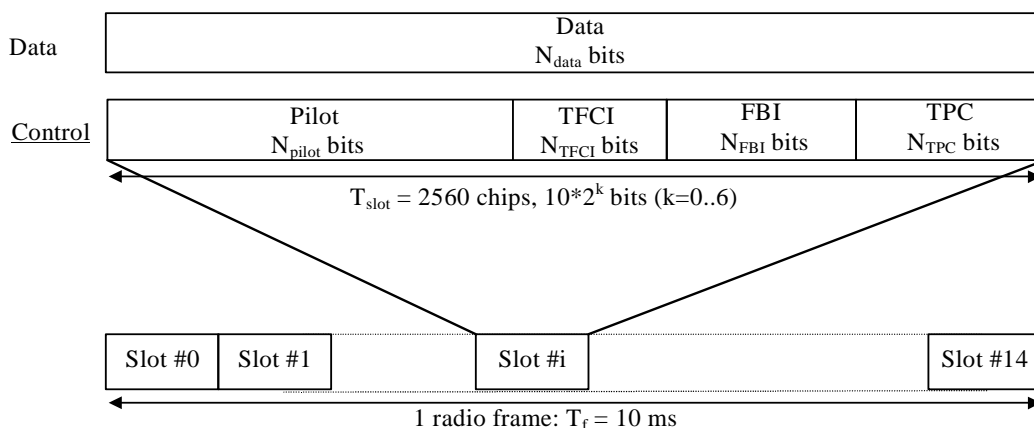 Data
Data
N_data bits
Control
Pilot
N_pilot bits
TFCI
N_TFCI bits
FBI
N_FBI bits
TPC
N_TPC bits
T_slot = 2560 chips, 10*2^k bits (k=0..6)
Slot #0
Slot #1
Slot #i
Slot #14
1 radio frame: T_f = 10 ms